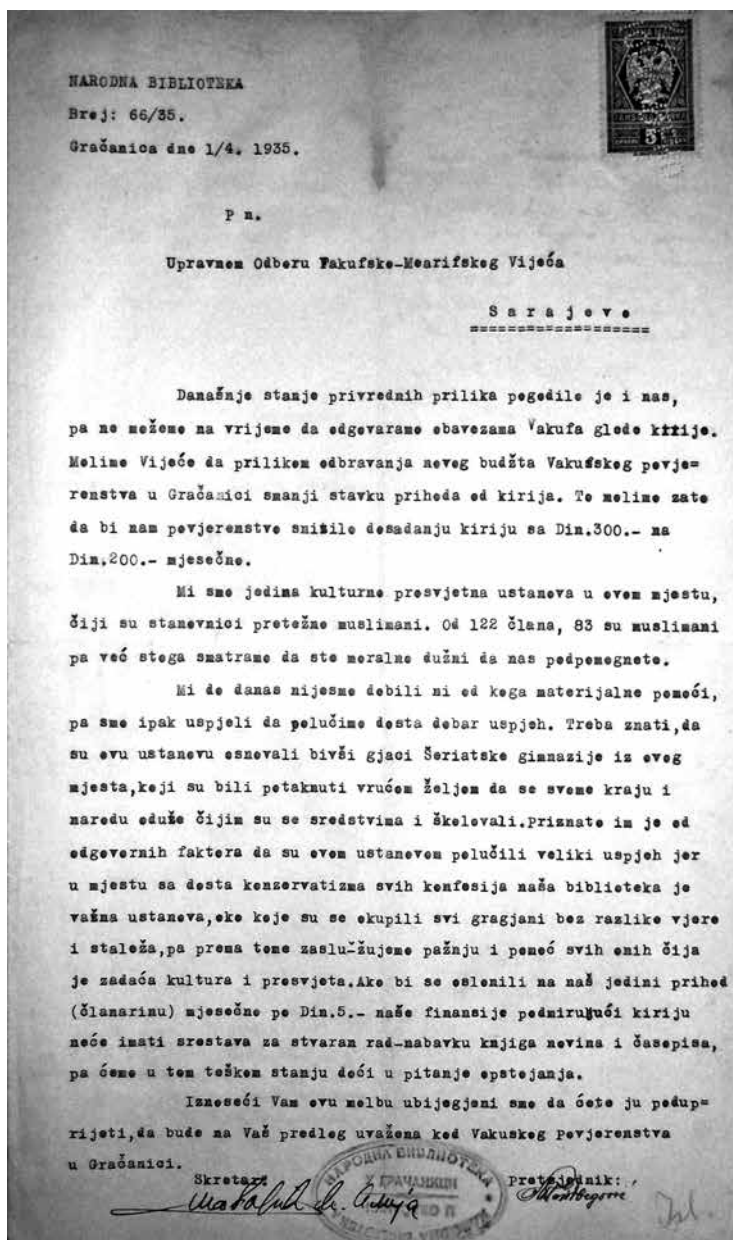 NARODNA BIBLIOTEKA
Broj: 66/35.
Gračanica dne 1/4. 1935.
5
P n.
Upravnom Odboru Vakufsko-Mearifskog Vijeća
Sarajevo
===================
Današnje stanje privrednih prilika pogodilo je i nas,
pa ne možemo na vrijeme da odgovaramo obavezama Vakufa glede kirije.
Molimo Vijeće da prilikom odbravanja novog budžta Vakufskog povje=
renstva u Gračanici smanji stavku prihoda od kirija. To molimo zato
da bi nam povjerenstvo snizilo dosadanju kiriju sa Din.300.- na
Din.200.- mjesečno.
Mi smo jedina kulturno prosvjetna ustanova u ovom mjestu,
čiji su stanovnici pretežno muslimani. Od 122 člana, 83 su muslimani
pa već stoga smatramo da ste moralno dužni da nas podpomognete.
Mi do danas nijesmo dobili ni od koga materijalne pomoći,
pa smo ipak uspjeli da polučimo dosta dobar uspjeh. Treba znati,da
su ovu ustanovu osnovali bivši gjaci Šeriatske gimnazije iz ovog
mjesta,koji su bili potaknuti vrućom željom da se svome kraju i
narodu oduže čijim su se sredstvima i školovali.Priznato im je od
odgovornih faktora da su ovom ustanovom polučili veliki uspjeh jer
u mjestu sa dosta konzervatizma svih konfesija naša biblioteka je
važna ustanova,oko koje su se okupili svi gragjani bez razlike vjere
i staleža,pa prema tome zaslužujemo pažnju i pomoć svih onih čija
je zadaća kultura i prosvjeta.Ako bi se oslonili na naš jedini prihod
(članarinu) mjesečno po Din.5.- naše finansije podmirujući kiriju
neće imati srestava za stvaran rad-nabavku knjiga novina i časopisa,
pa ćemo u tom teškom stanju doći u pitanje opstojanja.
Iznoseći Vam ovu molbu ubijegjeni smo da ćete ju podup=
rijeti,da bude na Vaš predlog uvažena kod Vakuskog Povjerenstva
u Gračanici.
Skretar: Pretsjednik:
НАРОДНА БИБЛИОТЕКА
У ГРАЧАНИЦИ